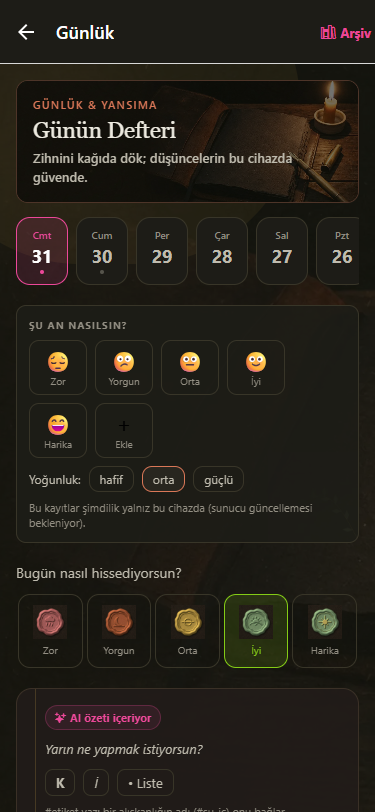 Günlük
Arşiv
GÜNLÜK & YANSIMA
Günün Defteri
Zihnini kağıda dök; düşüncelerin bu cihazda
güvende.
Cmt Cum Per Çar Sal Pzt
31 30 29 28 27 26
ŞU AN NASILSIN?
Zor Yorgun Orta İyi
Harika Ekle
Yoğunluk: hafif orta güçlü
Bu kayıtlar şimdilik yalnız bu cihazda (sunucu güncellemesi
bekleniyor).
Bugün nasıl hissediyorsun?
Zor Yorgun Orta İyi Harika
AI özeti içeriyor
Yarın ne yapmak istiyorsun?
K İ • Liste